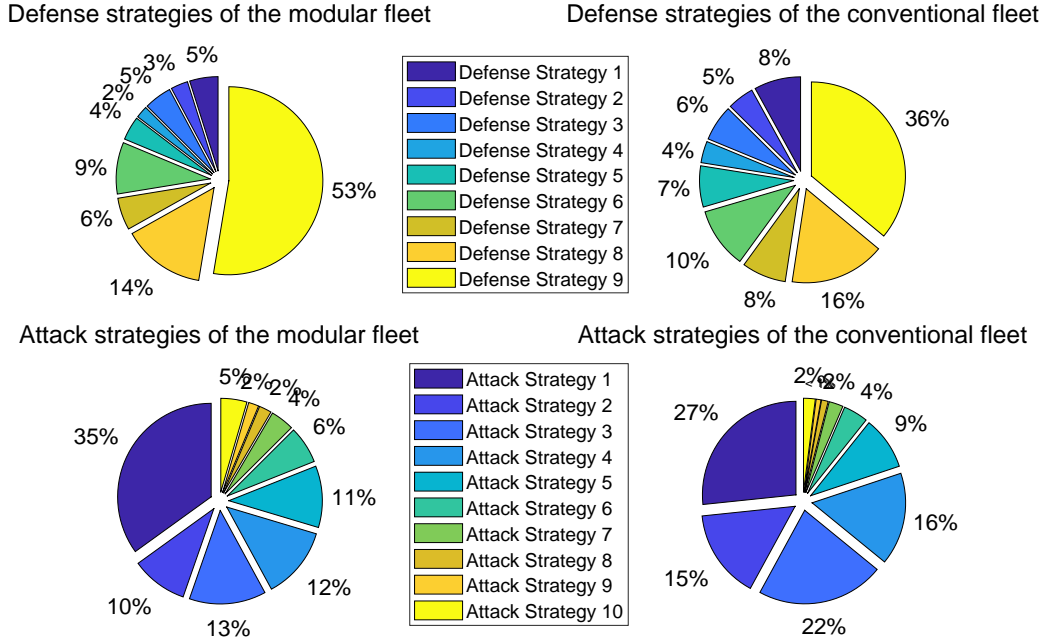 Defense strategies of the modular fleet
Defense strategies of the conventional fleet
5%
3%
5%
2%
4%
9%
6%
14%
53%
Defense Strategy 1
Defense Strategy 2
Defense Strategy 3
Defense Strategy 4
Defense Strategy 5
Defense Strategy 6
Defense Strategy 7
Defense Strategy 8
Defense Strategy 9
8%
5%
6%
4%
7%
10%
8%
16%
36%
Attack strategies of the modular fleet
Attack strategies of the conventional fleet
35%
10%
13%
12%
11%
6%
4%
2%
2%
5%
Attack Strategy 1
Attack Strategy 2
Attack Strategy 3
Attack Strategy 4
Attack Strategy 5
Attack Strategy 6
Attack Strategy 7
Attack Strategy 8
Attack Strategy 9
Attack Strategy 10
27%
15%
22%
16%
9%
4%
2%